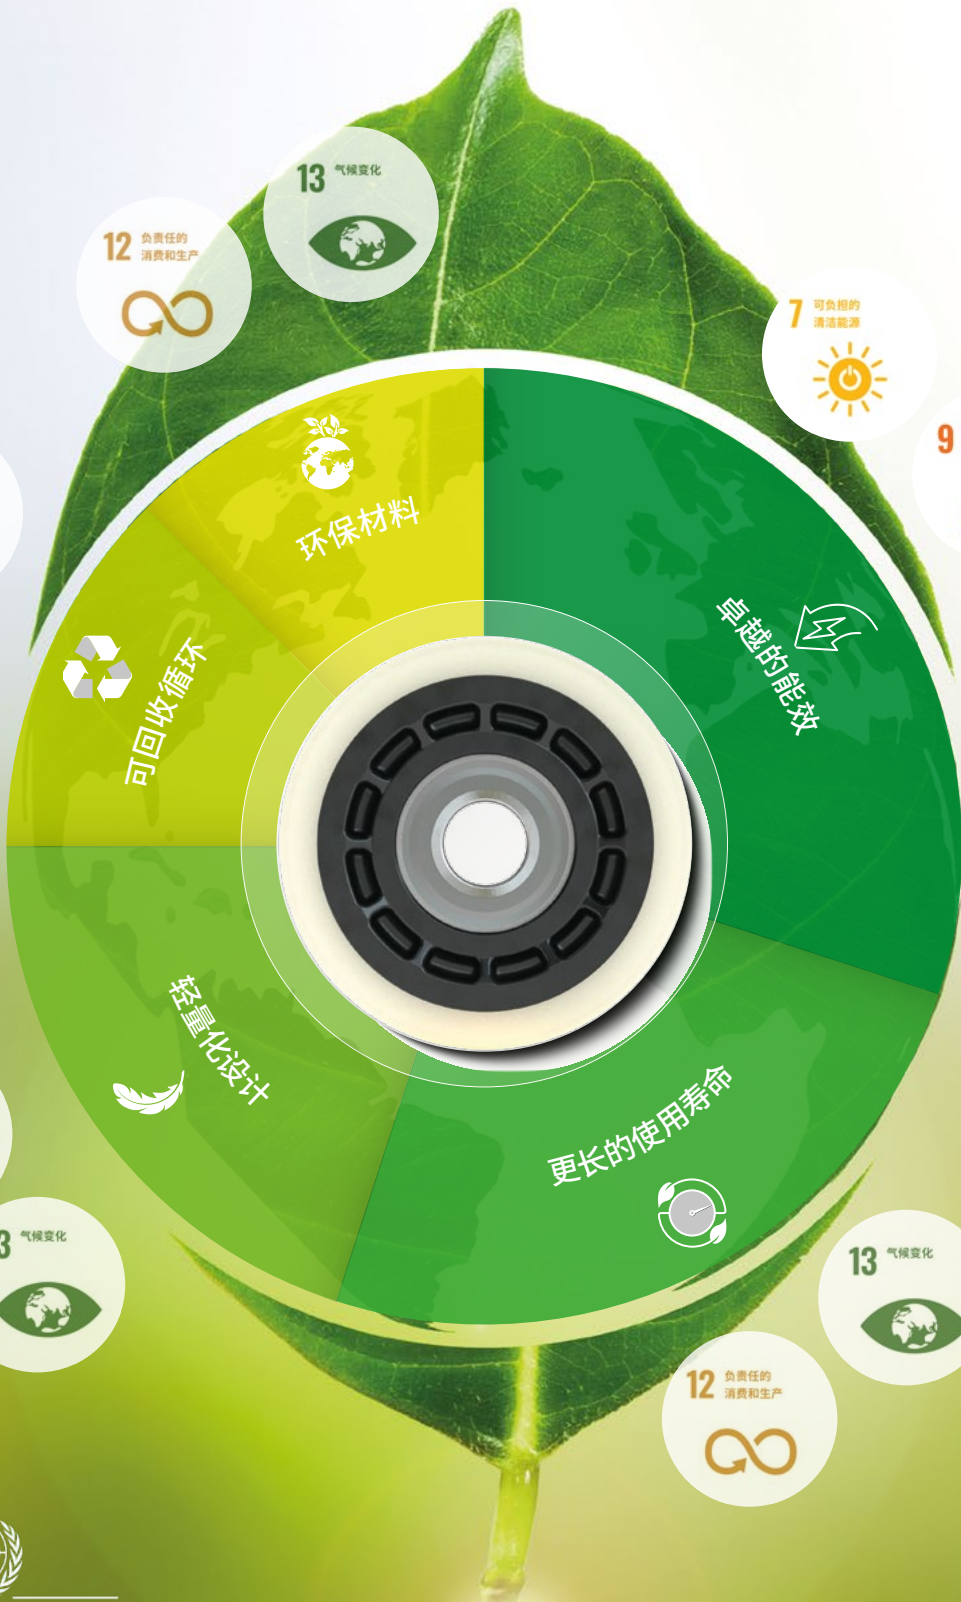 13 气候变化
12 负责任的
消费和生产
7 可负担的
清洁能源
9
环保材料
卓越的能效
可回收循环
轻量化设计
更长的使用寿命
3 气候变化
13 气候变化
12 负责任的
消费和生产